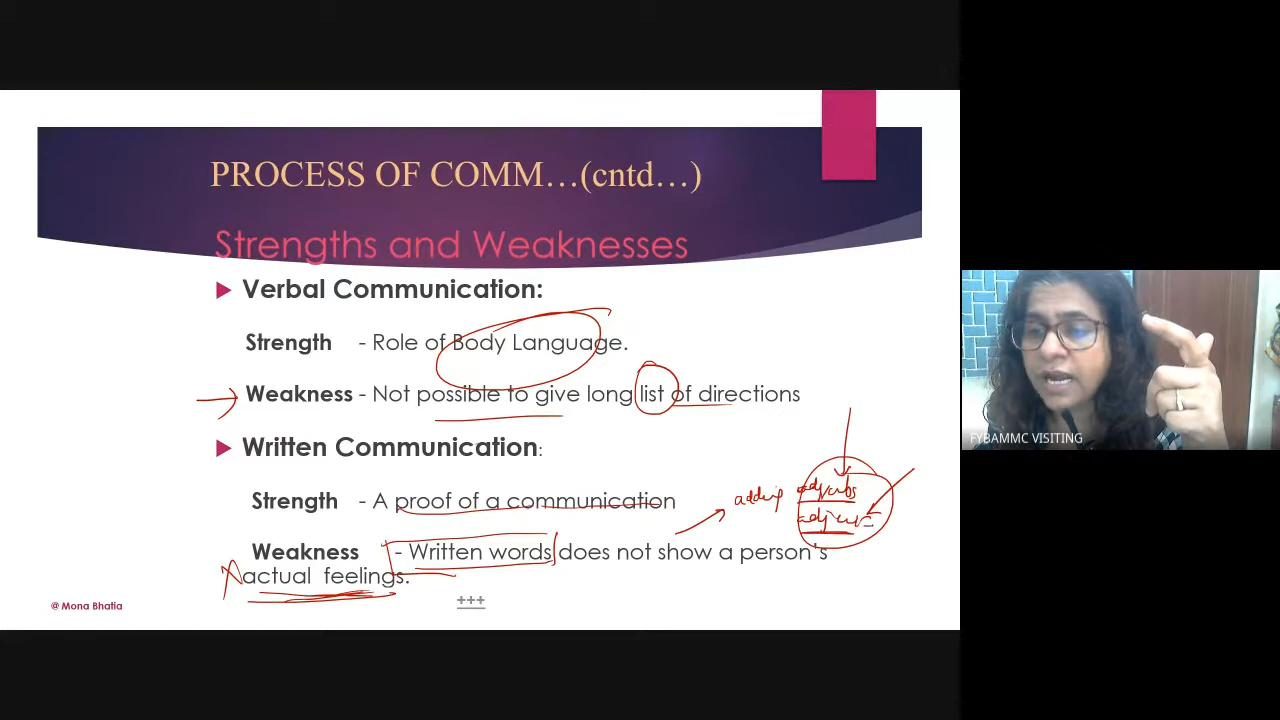 PROCESS OF COMM…(cntd…)
Strengths and Weaknesses
Verbal Communication:
Strength - Role of Body Language.
Weakness - Not possible to give long list of directions
Written Communication:
Strength - A proof of a communication
adding adverbs
Weakness - Written words does not show a person's
actual feelings.
@ Mona Bhatia
+++
FYBAMMC VISITING